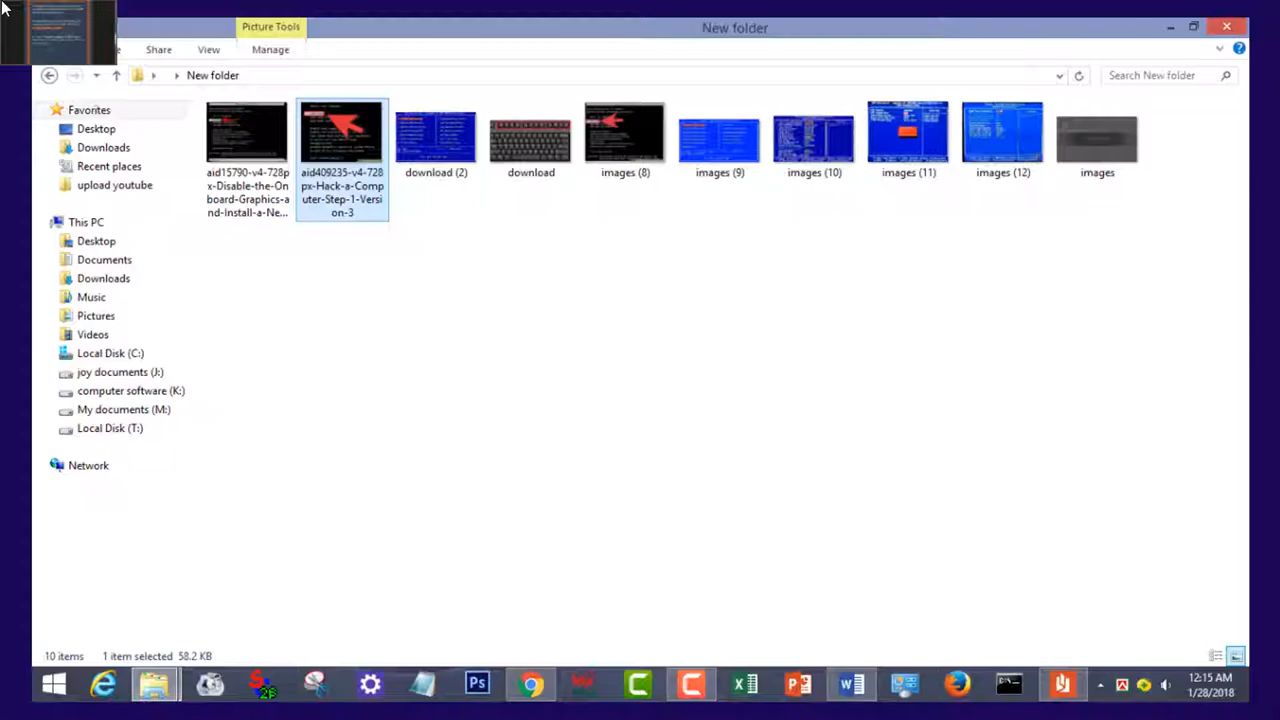 Picture Tools
New folder
Share
View
Manage
New folder
Search New folder
Favorites
Desktop
Downloads
Recent places
upload youtube
This PC
Desktop
Documents
Downloads
Music
Pictures
Videos
Local Disk (C:)
joy documents (J:)
computer software (K:)
My documents (M:)
Local Disk (T:)
Network
aid15790-v4-728
px-Disable-the-On
board-Graphics-a
nd-Install-a-Ne...
aid409235-v4-728
px-Hack-a-Comp
uter-Step-1-Versi
on-3
download (2)
download
images (8)
images (9)
images (10)
images (11)
images (12)
images
10 items
1 item selected 58.2 KB
Ps
12:15 AM
1/28/2018